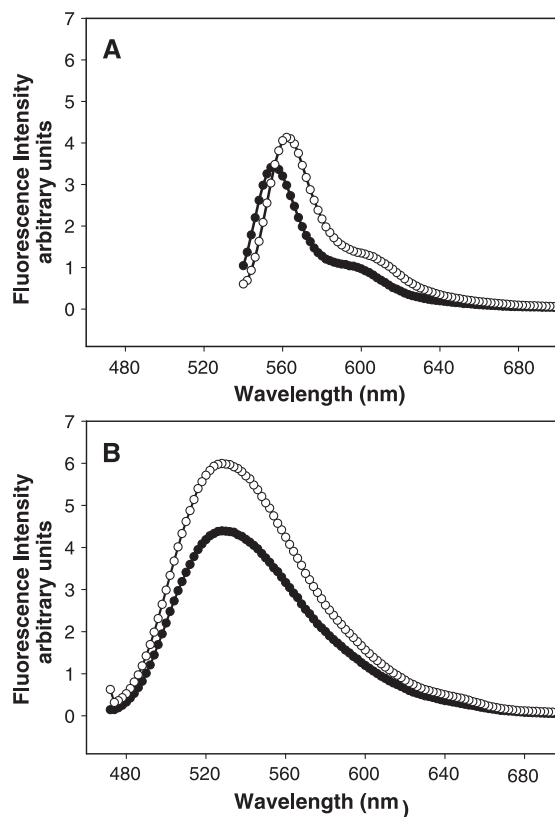 A
7
6
5
4
3
2
1
0
Fluorescence Intensity
arbitrary units
480 520 560 600 640 680
Wavelength (nm)
B
7
6
5
4
3
2
1
0
Fluorescence Intensity
arbitrary units
480 520 560 600 640 680
Wavelength (nm)